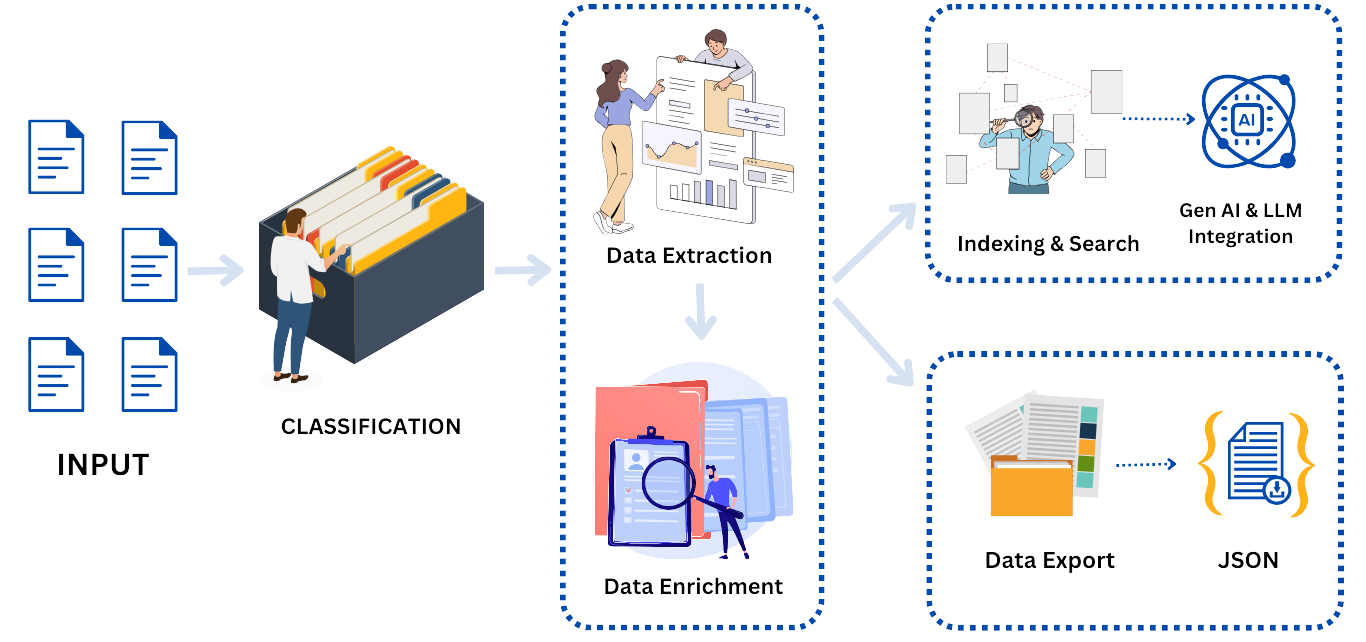 INPUT
CLASSIFICATION
Data Extraction
Data Enrichment
Indexing & Search
AI
Gen AI & LLM
Integration
Data Export
JSON